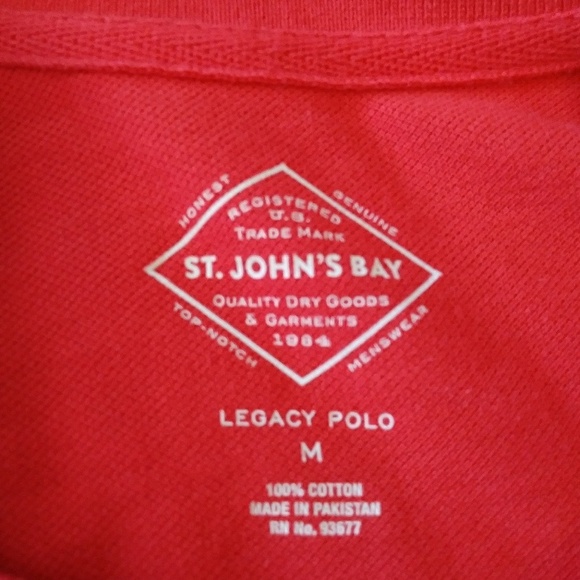 HONEST
GENUINE
REGISTERED
U.S.
TRADE MARK
ST. JOHN'S BAY
QUALITY DRY GOODS
& GARMENTS
1984
TOP-NOTCH
MENSWEAR
LEGACY POLO
M
100% COTTON
MADE IN PAKISTAN
RN No. 93677